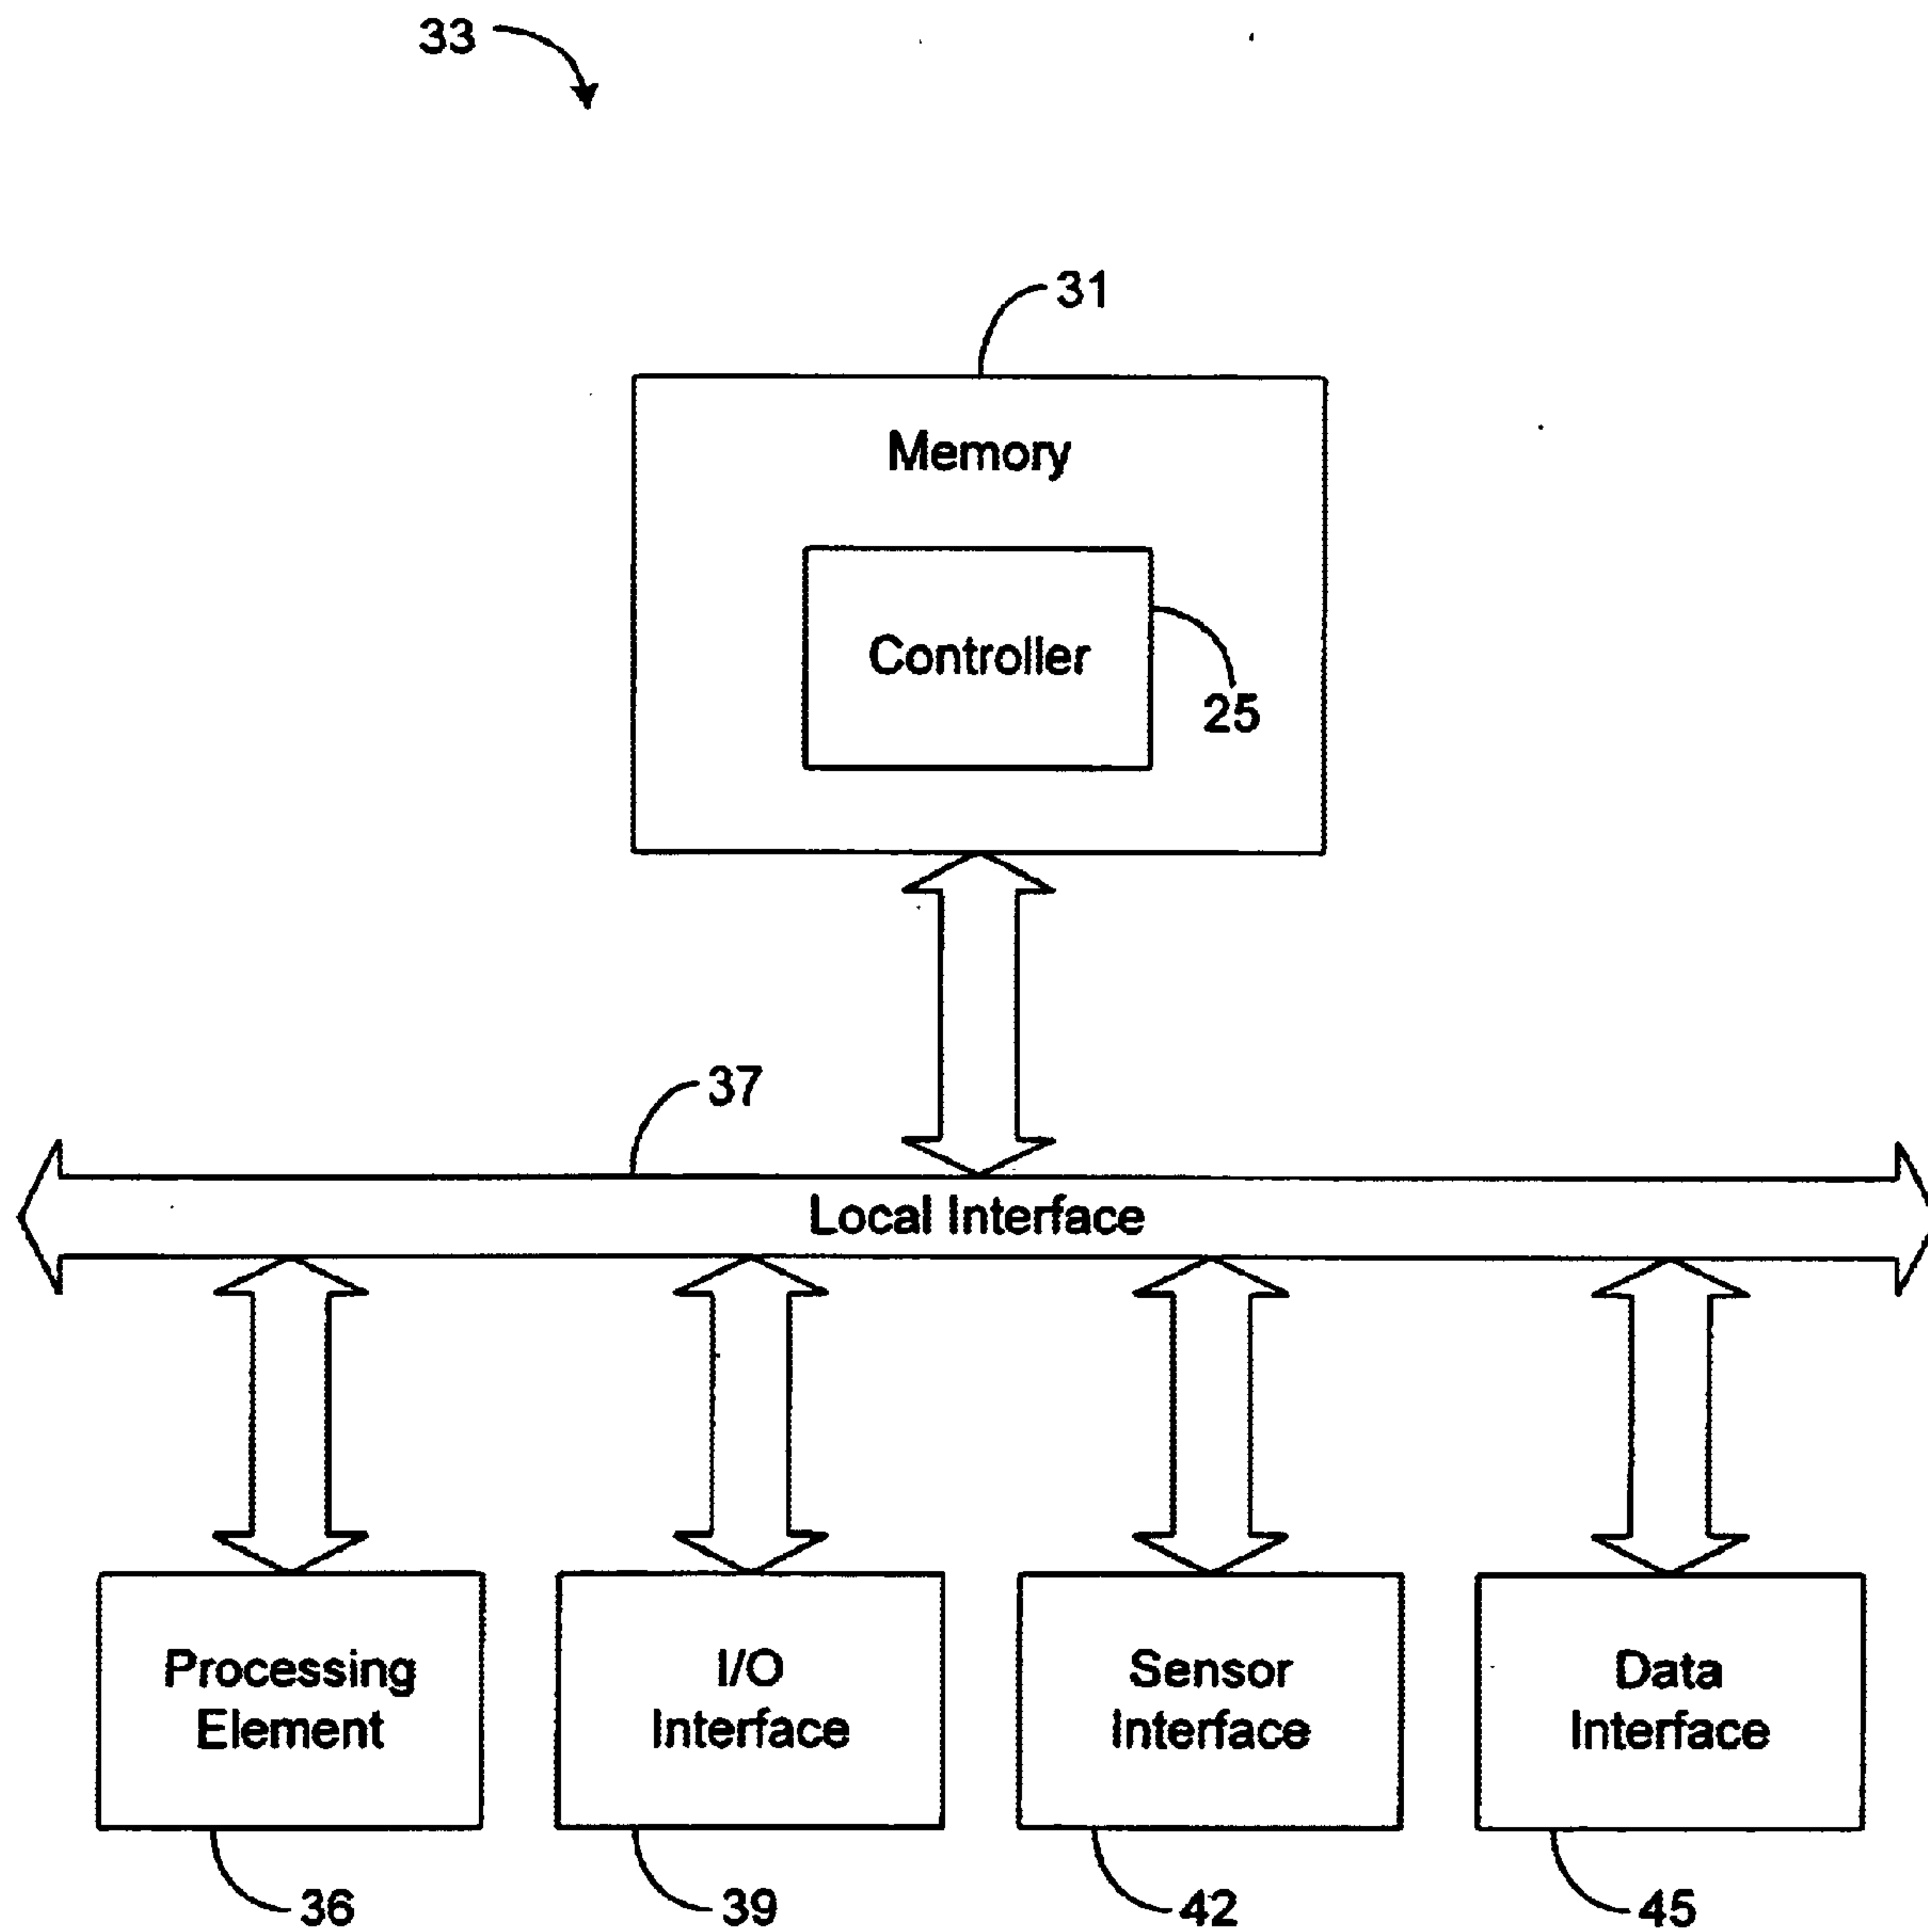 33
31
Memory
Controller
25
37
Local Interface
Processing
Element
I/O
Interface
Sensor
Interface
Data
Interface
36
39
42
45